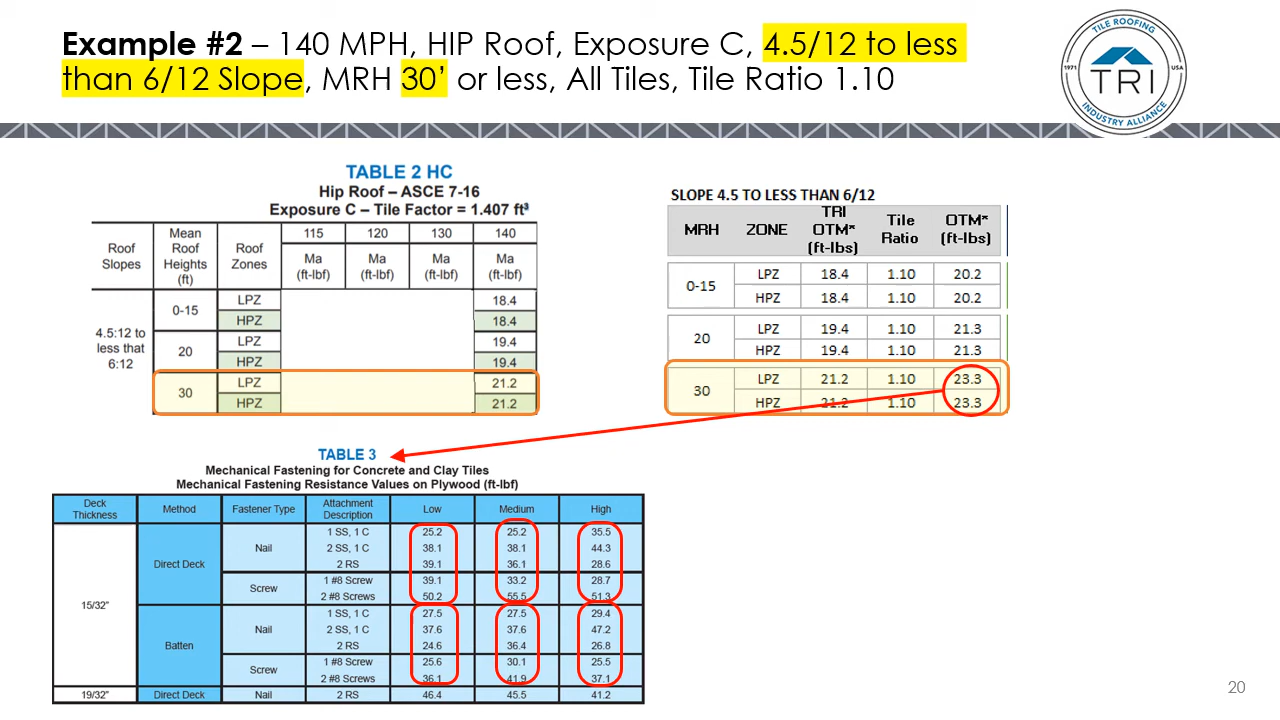 Example #2 – 140 MPH, HIP Roof, Exposure C, 4.5/12 to less
than 6/12 Slope, MRH 30’ or less, All Tiles, Tile Ratio 1.10
TILE ROOFING
1971 TRI USA
INDUSTRY ALLIANCE
TABLE 2 HC
Hip Roof – ASCE 7-16
Exposure C – Tile Factor = 1.407 ft³
Roof Slopes Mean Roof Heights (ft) Roof Zones 115 120 130 140
Ma (ft-lbf) Ma (ft-lbf) Ma (ft-lbf) Ma (ft-lbf)
4.5:12 to less that 6:12
0-15 LPZ 18.4
HPZ 18.4
20 LPZ 19.4
HPZ 19.4
30 LPZ 21.2
HPZ 21.2
SLOPE 4.5 TO LESS THAN 6/12
MRH ZONE TRI OTM* (ft-lbs) Tile Ratio OTM* (ft-lbs)
0-15 LPZ 18.4 1.10 20.2
HPZ 18.4 1.10 20.2
20 LPZ 19.4 1.10 21.3
HPZ 19.4 1.10 21.3
30 LPZ 21.2 1.10 23.3
HPZ 21.2 1.10 23.3
TABLE 3
Mechanical Fastening for Concrete and Clay Tiles
Mechanical Fastening Resistance Values on Plywood (ft-lbf)
Deck Thickness Method Fastener Type Attachment Description Low Medium High
15/32" Direct Deck Nail 1 SS, 1 C 25.2 25.2 35.5
2 SS, 1 C 38.1 38.1 44.3
2 RS 39.1 36.1 28.6
Screw 1 #8 Screw 39.1 33.2 28.7
2 #8 Screws 50.2 55.5 51.3
Batten Nail 1 SS, 1 C 27.5 27.5 29.4
2 SS, 1 C 37.6 37.6 47.2
2 RS 24.6 36.4 26.8
Screw 1 #8 Screw 25.6 30.1 25.5
2 #8 Screws 36.1 41.9 37.1
19/32" Direct Deck Nail 2 RS 46.4 45.5 41.2
20